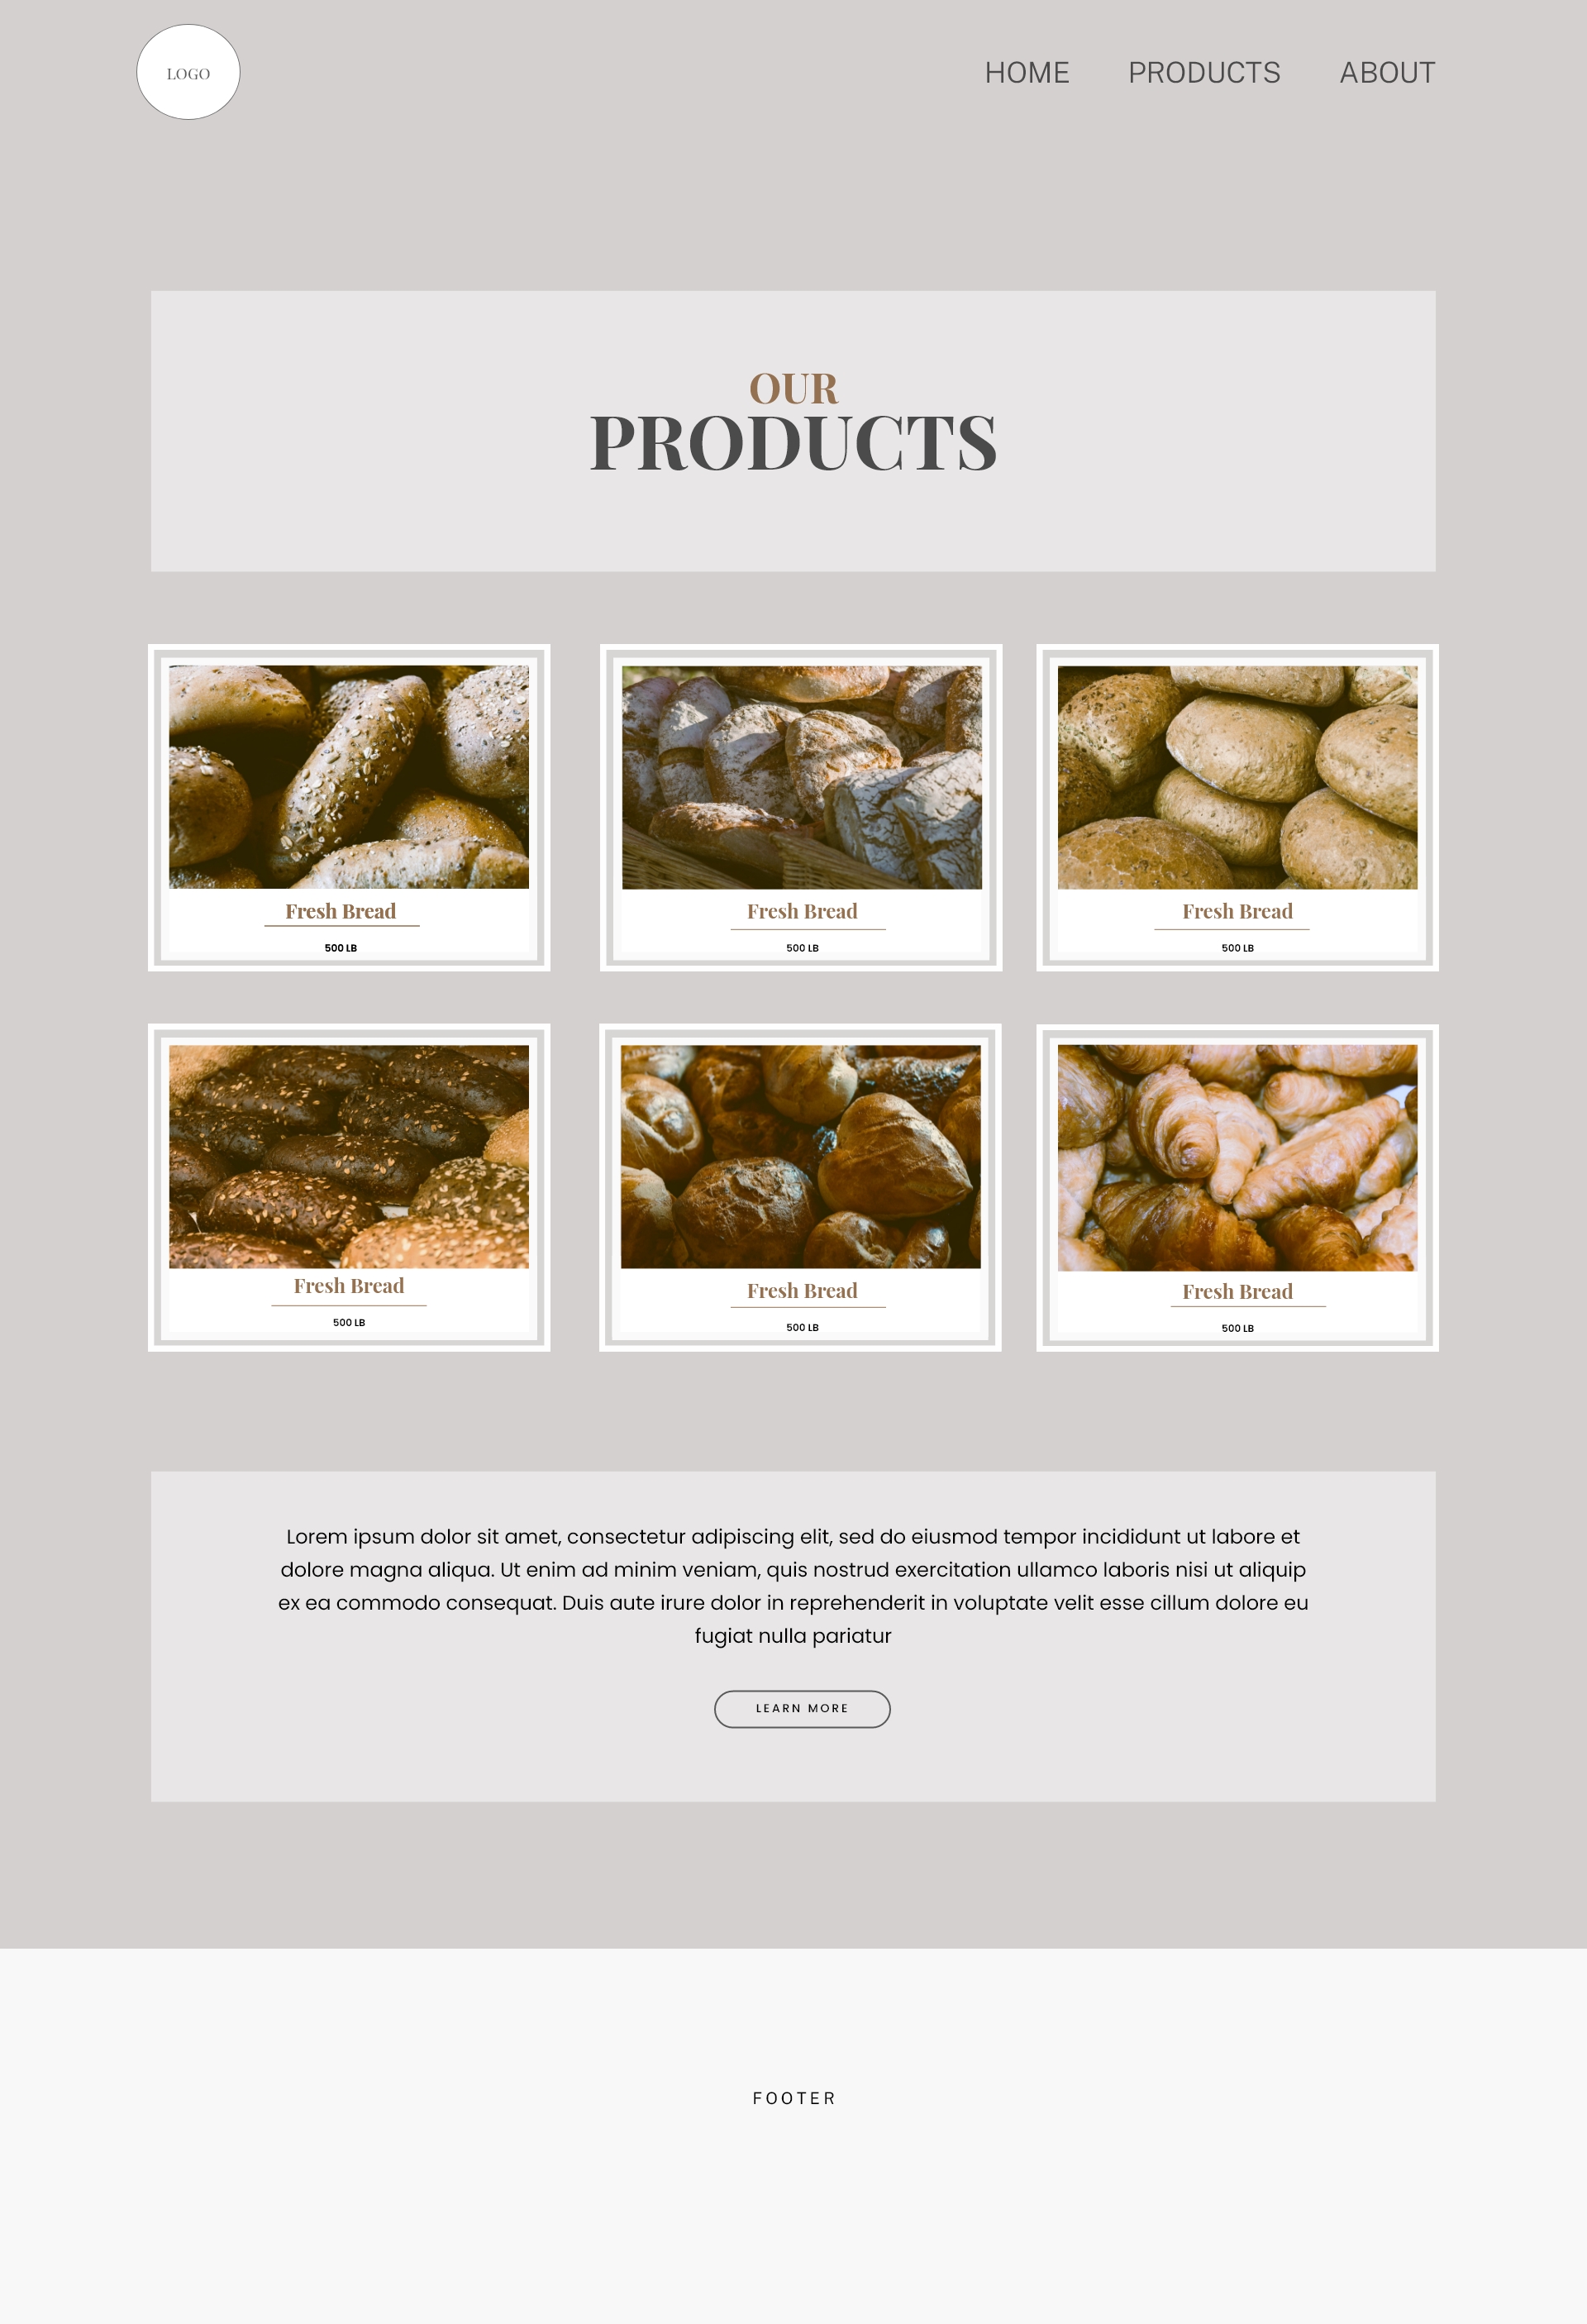 LOGO
HOME PRODUCTS ABOUT
OUR
PRODUCTS
Fresh Bread
500 LB
Fresh Bread
500 LB
Fresh Bread
500 LB
Fresh Bread
500 LB
Fresh Bread
500 LB
Fresh Bread
500 LB
Lorem ipsum dolor sit amet, consectetur adipiscing elit, sed do eiusmod tempor incididunt ut labore et
dolore magna aliqua. Ut enim ad minim veniam, quis nostrud exercitation ullamco laboris nisi ut aliquip
ex ea commodo consequat. Duis aute irure dolor in reprehenderit in voluptate velit esse cillum dolore eu
fugiat nulla pariatur
LEARN MORE
FOOTER